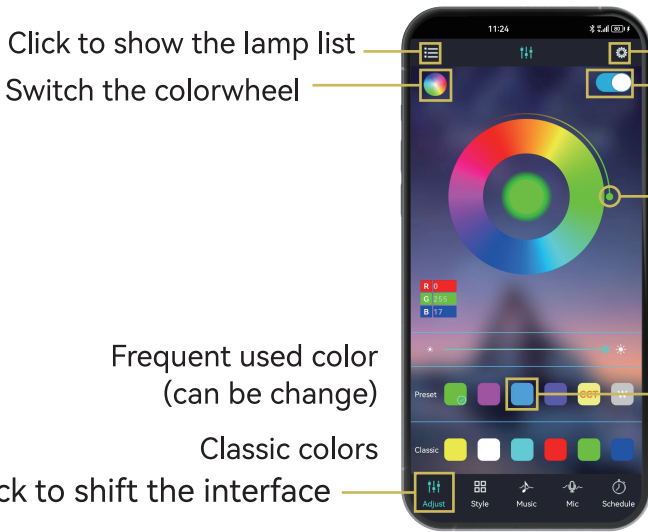 Click to show the lamp list
Switch the colorwheel
Frequent used color
(can be change)
Classic colors
ck to shift the interface
11:24
80
R 0
G 255
B 17
Preset
CCT
Classic
Adjust
Style
Music
Mic
Schedule